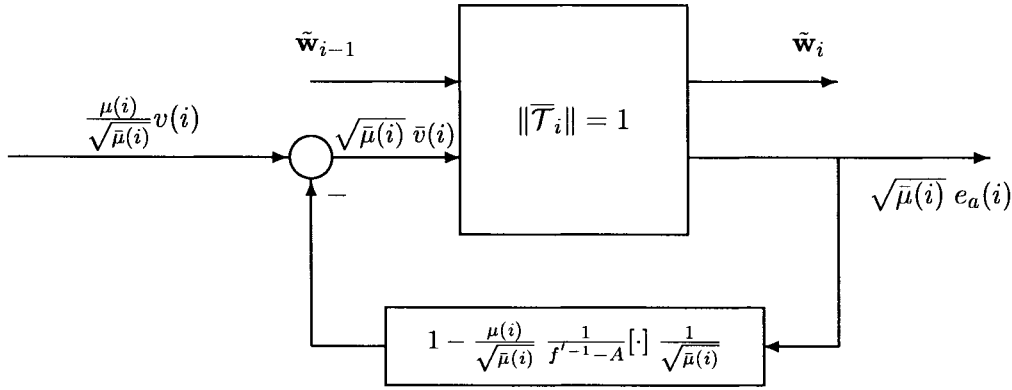 w̃_{i−1}
w̃_i
μ(i)/√μ̄(i) v(i)
√μ̄(i) v̄(i)
‖𝒯̅_i‖ = 1
−
√μ̄(i) e_a(i)
1 − μ(i)/√μ̄(i) 1/(f′⁻¹−A)[·] 1/√μ̄(i)